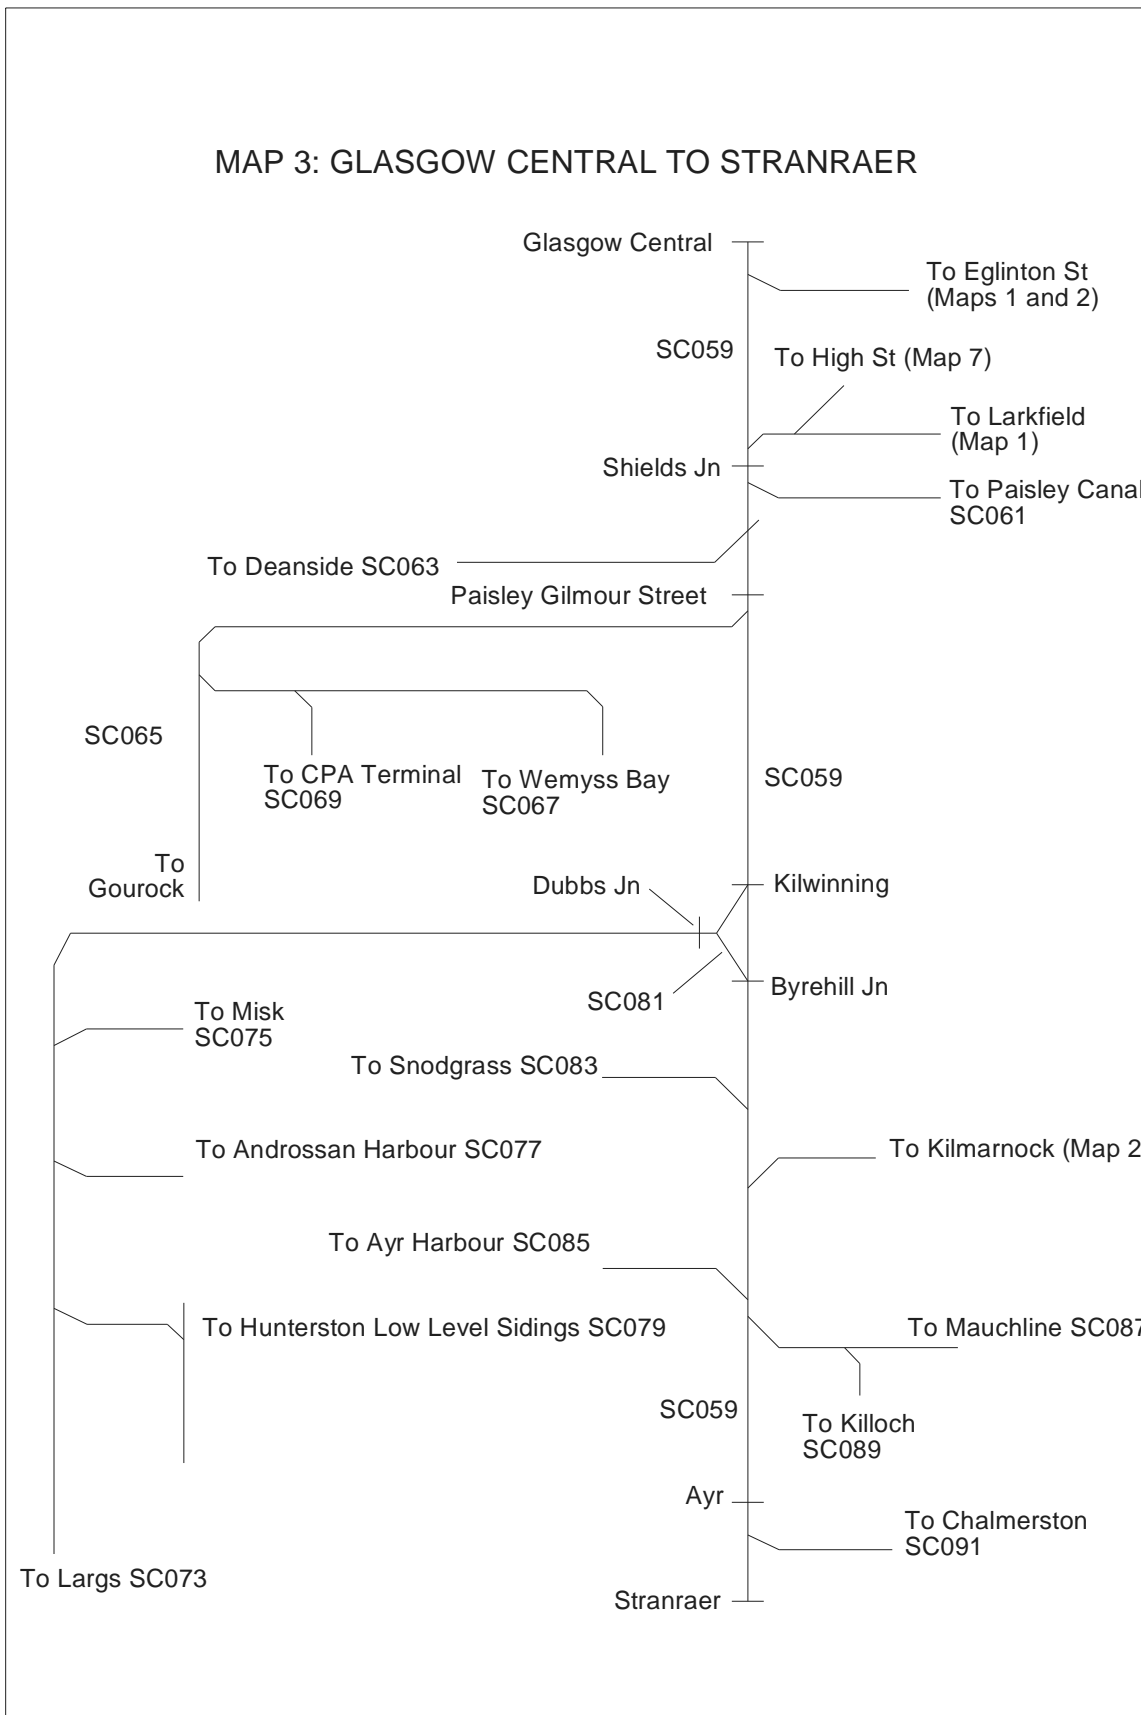 MAP 3: GLASGOW CENTRAL TO STRANRAER
Glasgow Central
To Eglinton St
(Maps 1 and 2)
SC059
To High St (Map 7)
To Larkfield
(Map 1)
Shields Jn
To Paisley Canal
SC061
To Deanside SC063
Paisley Gilmour Street
SC065
To CPA Terminal
SC069
To Wemyss Bay
SC067
SC059
To
Gourock
Dubbs Jn
Kilwinning
SC081
Byrehill Jn
To Misk
SC075
To Snodgrass SC083
To Androssan Harbour SC077
To Kilmarnock (Map 2
To Ayr Harbour SC085
To Hunterston Low Level Sidings SC079
To Mauchline SC087
SC059
To Killoch
SC089
Ayr
To Chalmerston
SC091
To Largs SC073
Stranraer